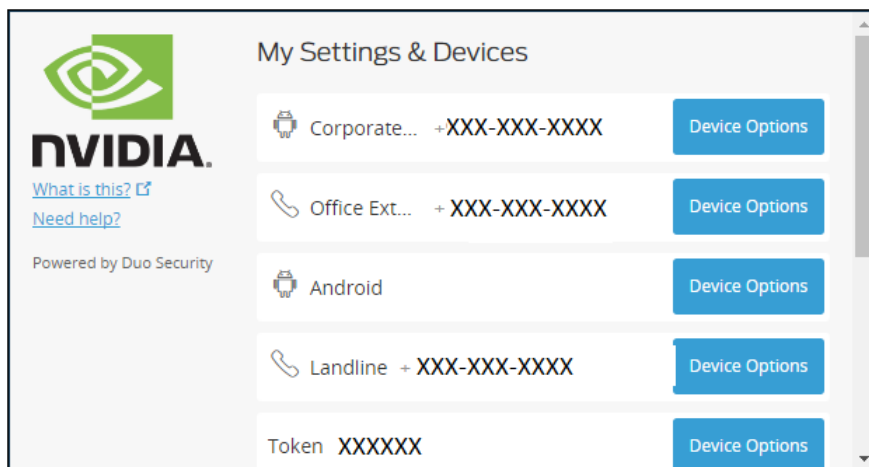 nVIDIA.
What is this?
Need help?
Powered by Duo Security
My Settings & Devices
Corporate... +XXX-XXX-XXXX Device Options
Office Ext... + XXX-XXX-XXXX Device Options
Android Device Options
Landline + XXX-XXX-XXXX Device Options
Token XXXXXX Device Options